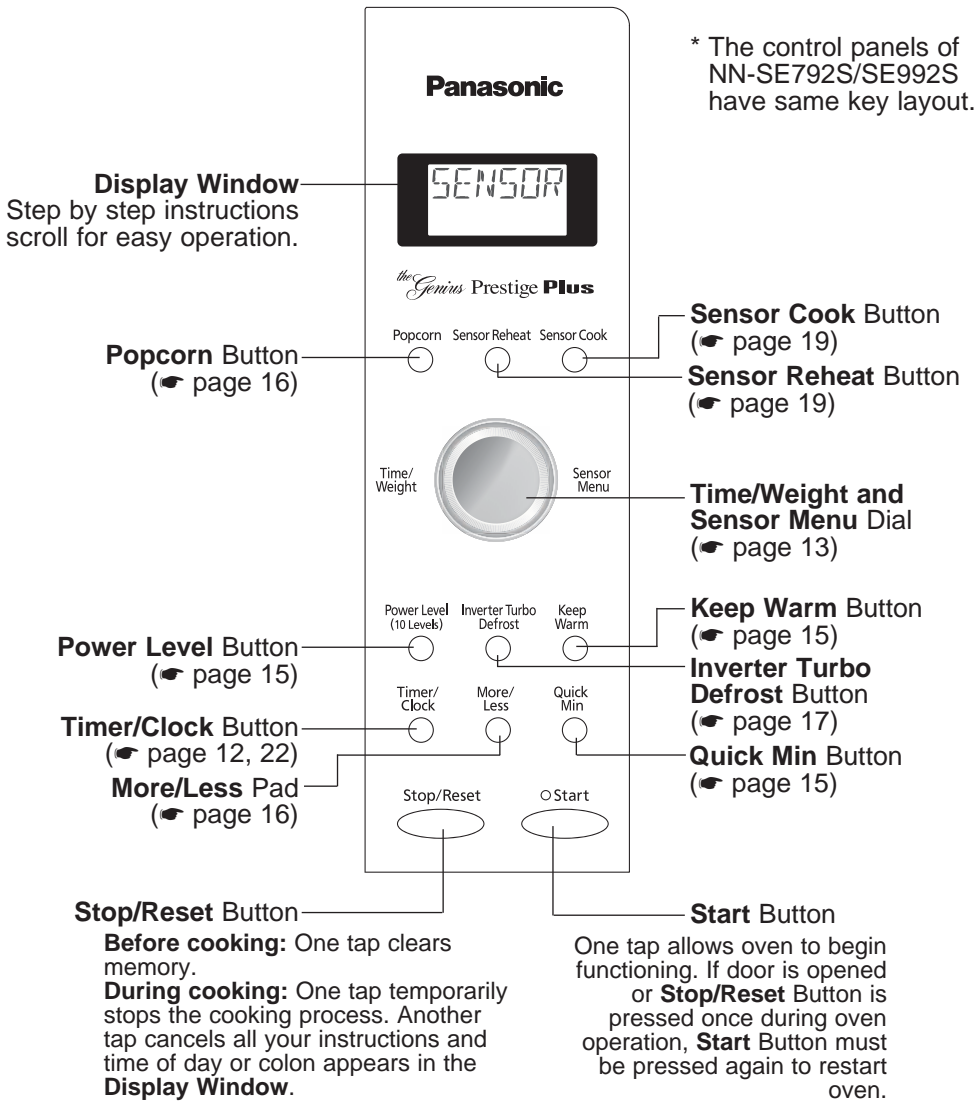 * The control panels of
NN-SE792S/SE992S
have same key layout.
Panasonic
SENSOR
the Genius Prestige Plus
Display Window
Step by step instructions
scroll for easy operation.
Popcorn Sensor Reheat Sensor Cook
Popcorn Button
(☛ page 16)
Sensor Cook Button
(☛ page 19)
Sensor Reheat Button
(☛ page 19)
Time/
Weight
Sensor
Menu
Time/Weight and
Sensor Menu Dial
(☛ page 13)
Power Level
(10 Levels)
Inverter Turbo
Defrost
Keep
Warm
Power Level Button
(☛ page 15)
Keep Warm Button
(☛ page 15)
Inverter Turbo
Defrost Button
(☛ page 17)
Timer/
Clock
More/
Less
Quick
Min
Timer/Clock Button
(☛ page 12, 22)
More/Less Pad
(☛ page 16)
Quick Min Button
(☛ page 15)
Stop/Reset
Start
Stop/Reset Button
Before cooking: One tap clears
memory.
During cooking: One tap temporarily
stops the cooking process. Another
tap cancels all your instructions and
time of day or colon appears in the
Display Window.
Start Button
One tap allows oven to begin
functioning. If door is opened
or Stop/Reset Button is
pressed once during oven
operation, Start Button must
be pressed again to restart
oven.